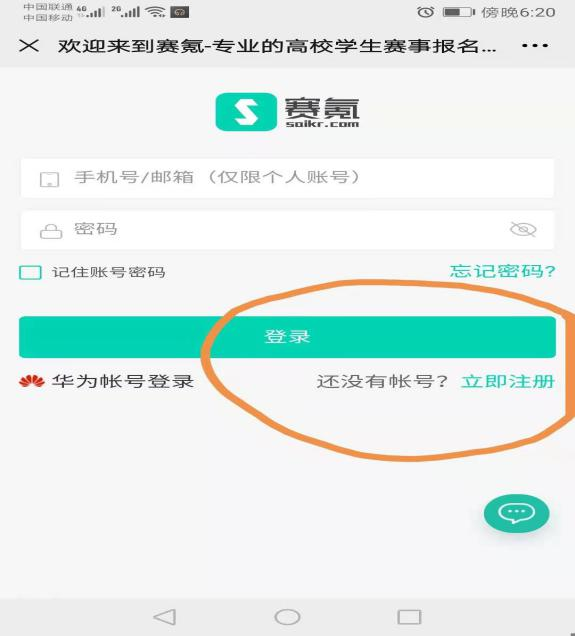 中国联通 4G 2G 傍晚6:20
中国移动
欢迎来到赛氪-专业的高校学生赛事报名...
赛氪
saikr.com
手机号/邮箱（仅限个人账号）
密码
记住账号密码 忘记密码?
登录
华为帐号登录 还没有帐号？立即注册